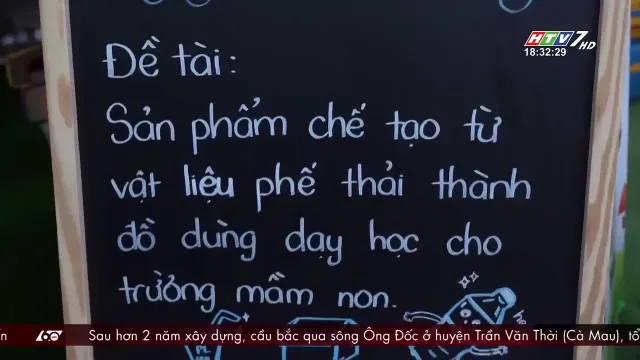 HTV7 HD
18:32:29
Đề tài:
Sản phẩm chế tạo từ
vật liệu phế thải thành
đồ dùng dạy học cho
trường mầm non.
Sau hơn 2 năm xây dựng, cầu bắc qua sông Ông Đốc ở huyện Trần Văn Thời (Cà Mau), tổ